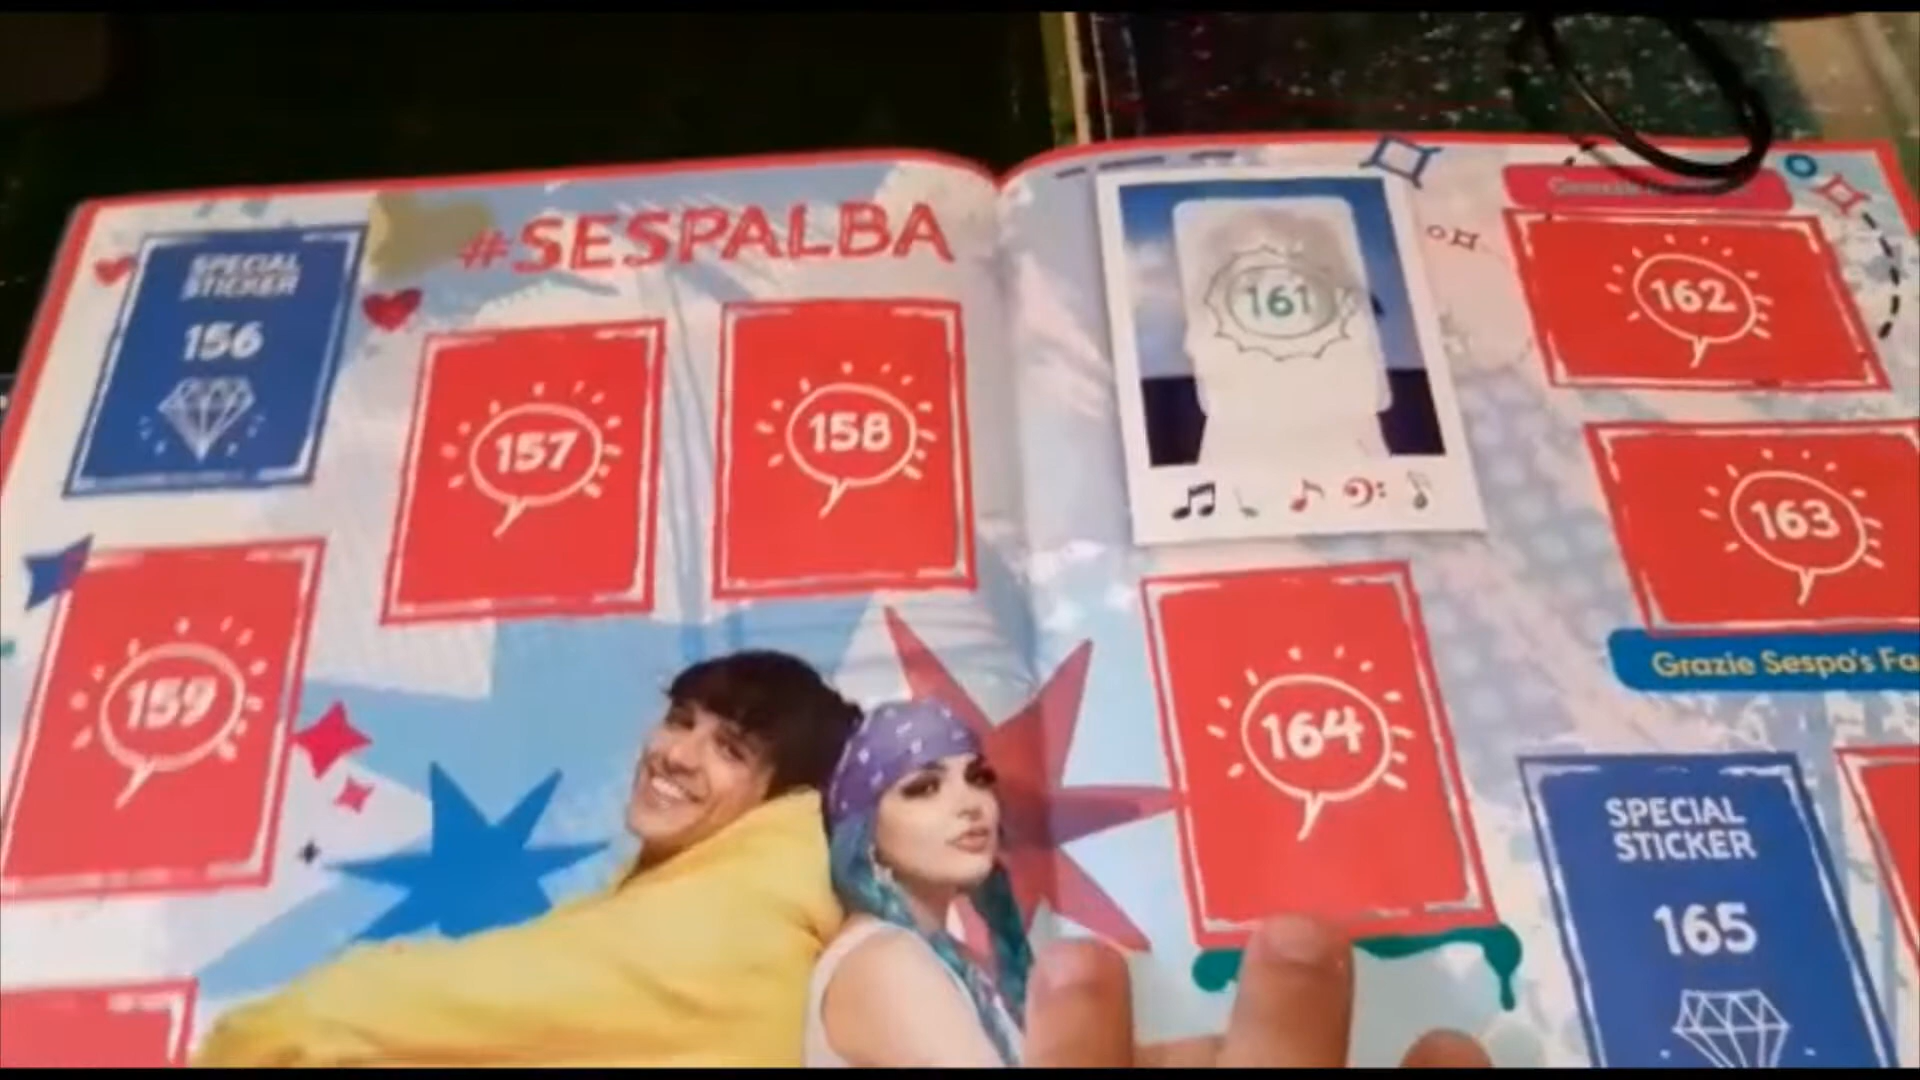 #SESPALBA
SPECIAL
STICKER
156
157
158
159
161
162
163
Grazie Sespo's Fa
164
SPECIAL
STICKER
165